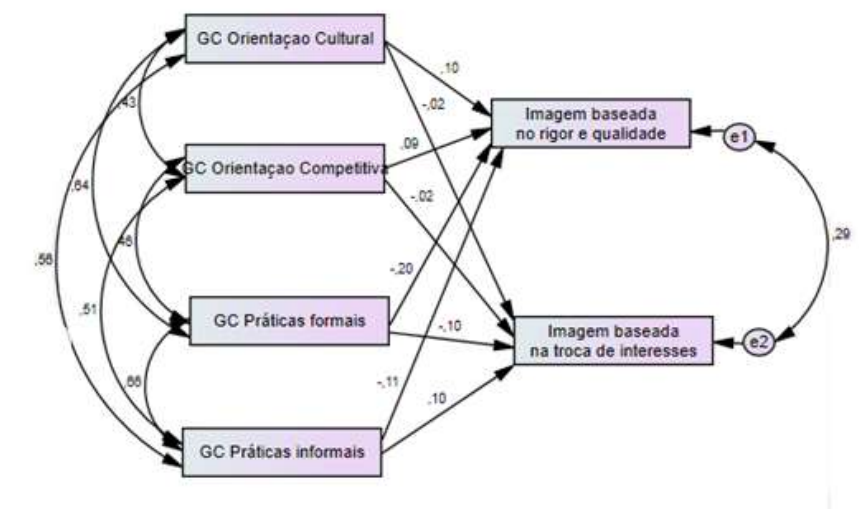 GC Orientaçao Cultural
,10
Imagem baseada
no rigor e qualidade
,43
-,02
e1
,09
GC Orientaçao Competitiva
,64
-,02
,29
,46
,56
-,20
,51
GC Práticas formais
-,10
Imagem baseada
na troca de interesses
e2
,66
-,11
,10
GC Práticas informais